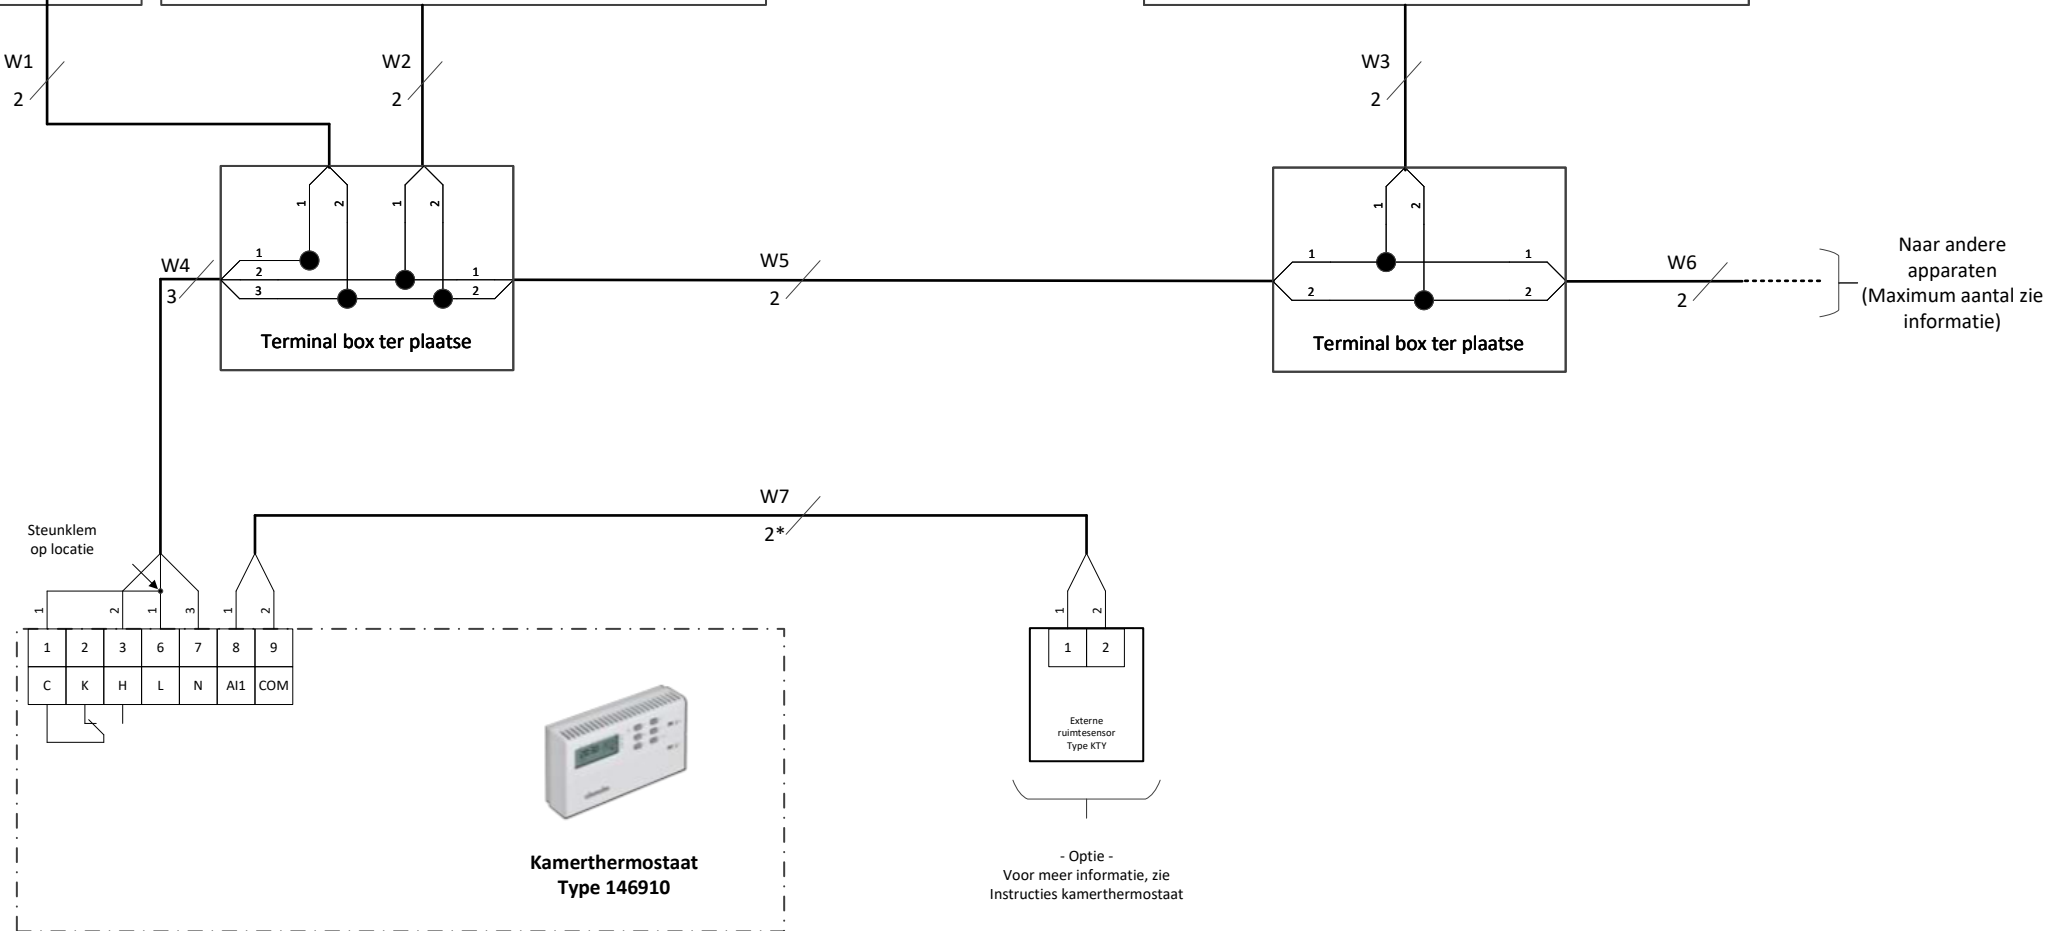 W1
2
W2
2
W3
2
1
2
1
2
1
2
W4
3
1
2
3
1
2
Terminal box ter plaatse
W5
2
1
2
1
2
Terminal box ter plaatse
W6
2
Naar andere
apparaten
(Maximum aantal zie
informatie)
W7
2*
Steunklem
op locatie
1
2
1
3
1
2
1 2 3 6 7 8 9
C K H L N AI1 COM
Kamerthermostaat
Type 146910
1
2
1 2
Externe
ruimtesensor
Type KTY
- Optie -
Voor meer informatie, zie
Instructies kamerthermostaat